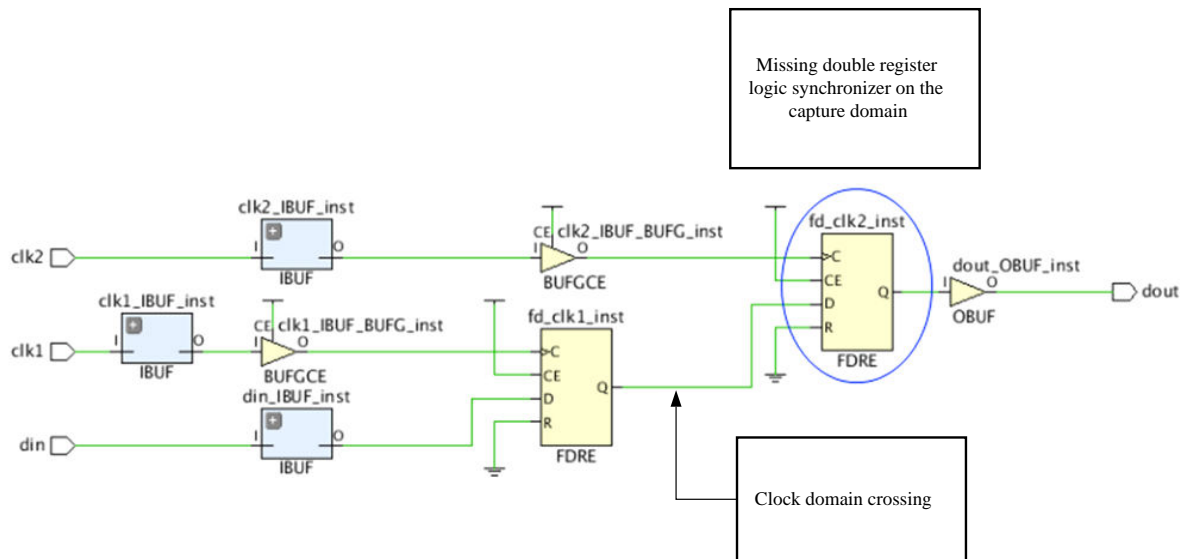 Missing double register
logic synchronizer on the
capture domain
clk2_IBUF_inst
clk2
I
O
IBUF
CE
clk2_IBUF_BUFG_inst
I
O
BUFGCE
fd_clk2_inst
C
CE
D
R
Q
FDRE
dout_OBUF_inst
I
O
OBUF
dout
clk1_IBUF_inst
clk1
I
O
IBUF
CE
clk1_IBUF_BUFG_inst
I
O
BUFGCE
fd_clk1_inst
C
CE
D
R
Q
FDRE
din_IBUF_inst
din
I
O
IBUF
Clock domain crossing